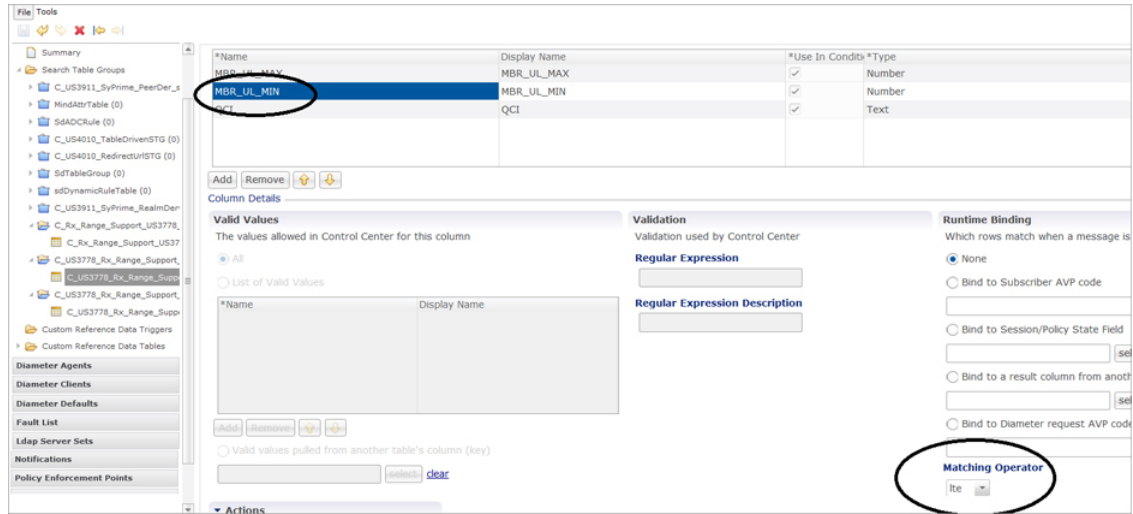 File Tools
Summary
Search Table Groups
C_US3911_SyPrime_PeerDer_s
MindAttrTable (0)
SdADCRule (0)
C_US4010_TableDrivenSTG (0)
C_US4010_RedirectUrlSTG (0)
SdTableGroup (0)
sdDynamicRuleTable (0)
C_US3911_SyPrime_RealmDer
C_Rx_Range_Support_US3778_
C_Rx_Range_Support_US37
C_US3778_Rx_Range_Support_
C_US3778_Rx_Range_Suppo
C_US3778_Rx_Range_Support_
C_US3778_Rx_Range_Suppo
Custom Reference Data Triggers
Custom Reference Data Tables
Diameter Agents
Diameter Clients
Diameter Defaults
Fault List
Ldap Server Sets
Notifications
Policy Enforcement Points
*Name Display Name *Use In Conditi *Type
MBR_UL_MAX MBR_UL_MAX Number
MBR_UL_MIN MBR_UL_MIN Number
QCI QCI Text
Add Remove
Column Details
Valid Values
The values allowed in Control Center for this column
All
List of Valid Values
*Name Display Name
Add Remove
Valid values pulled from another table's column (key)
select clear
Actions
Validation
Validation used by Control Center
Regular Expression
Regular Expression Description
Runtime Binding
Which rows match when a message is
None
Bind to Subscriber AVP code
Bind to Session/Policy State Field
sel
Bind to a result column from anoth
sel
Bind to Diameter request AVP code
Matching Operator
lte